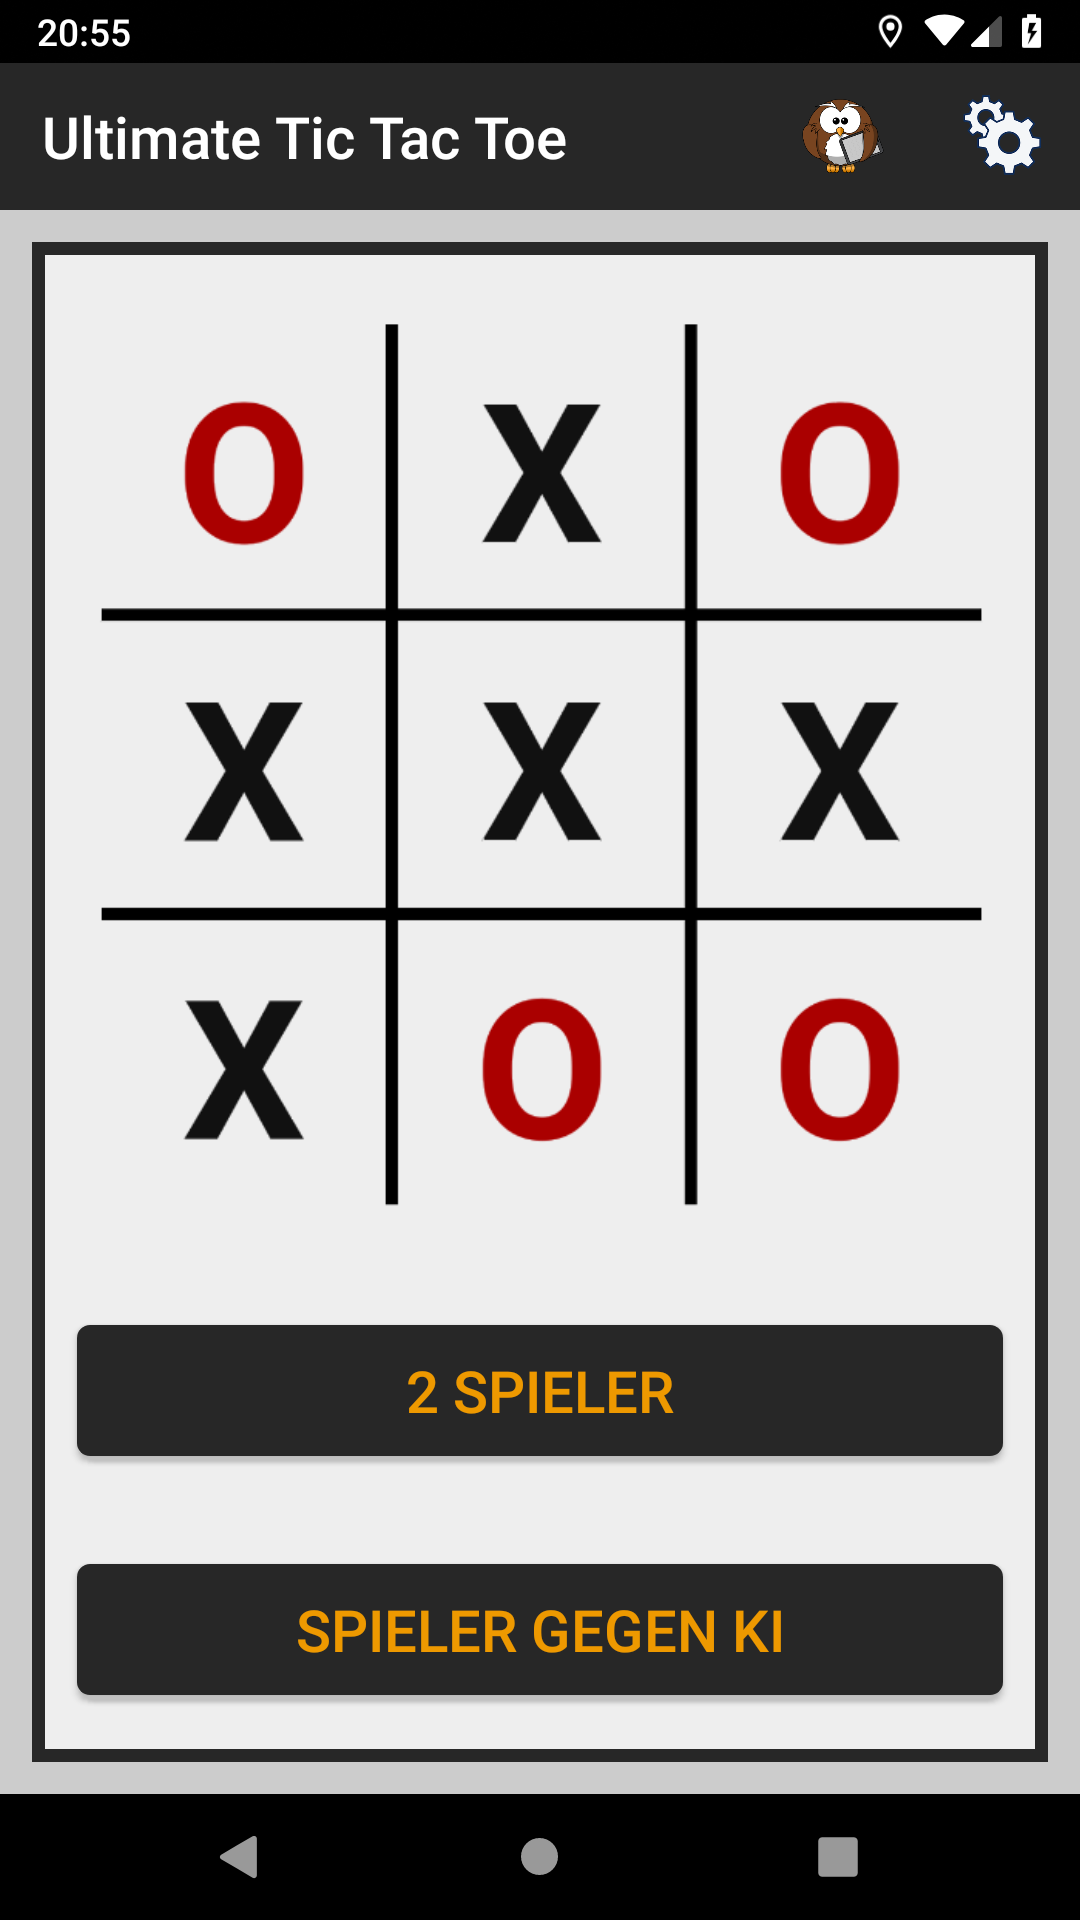 20:55
Ultimate Tic Tac Toe
O X O
X X X
X O O
2 SPIELER
SPIELER GEGEN KI